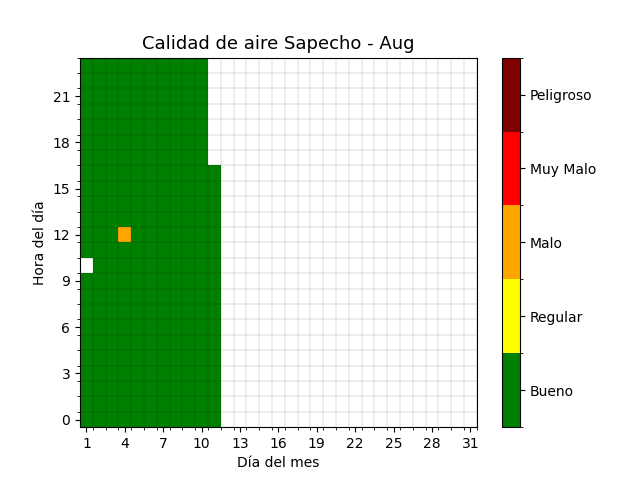 Calidad de aire Sapecho - Aug
Hora del día
21
18
15
12
9
6
3
0
1 4 7 10 13 16 19 22 25 28 31
Día del mes
Peligroso
Muy Malo
Malo
Regular
Bueno